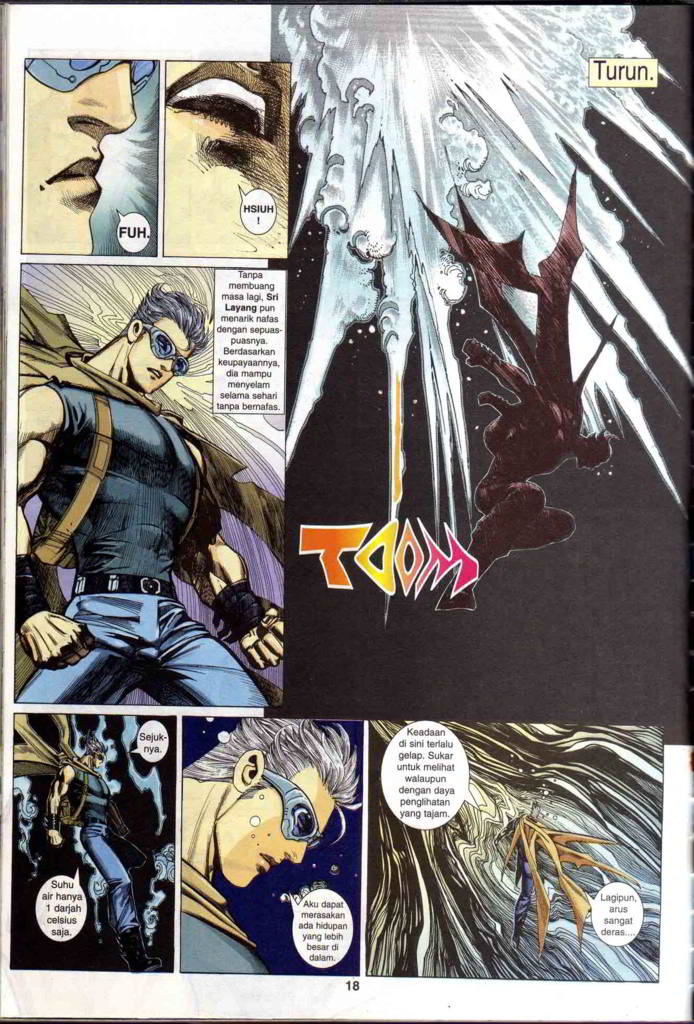 FUH.
HSIUH
!
Turun.
Tanpa
membuang
masa lagi, Sri
Layang pun
menarik nafas
dengan sepuas-
puasnya.
Berdasarkan
keupayaannya,
dia mampu
menyelam
selama sehari
tanpa bernafas.
TOOM
Sejuk-
nya.
Suhu
air hanya
1 darjah
celsius
saja.
Aku dapat
merasakan
ada hidupan
yang lebih
besar di
dalam.
Keadaan
di sini terlalu
gelap. Sukar
untuk melihat
walaupun
dengan daya
penglihatan
yang tajam.
Lagipun,
arus
sangat
deras....
18